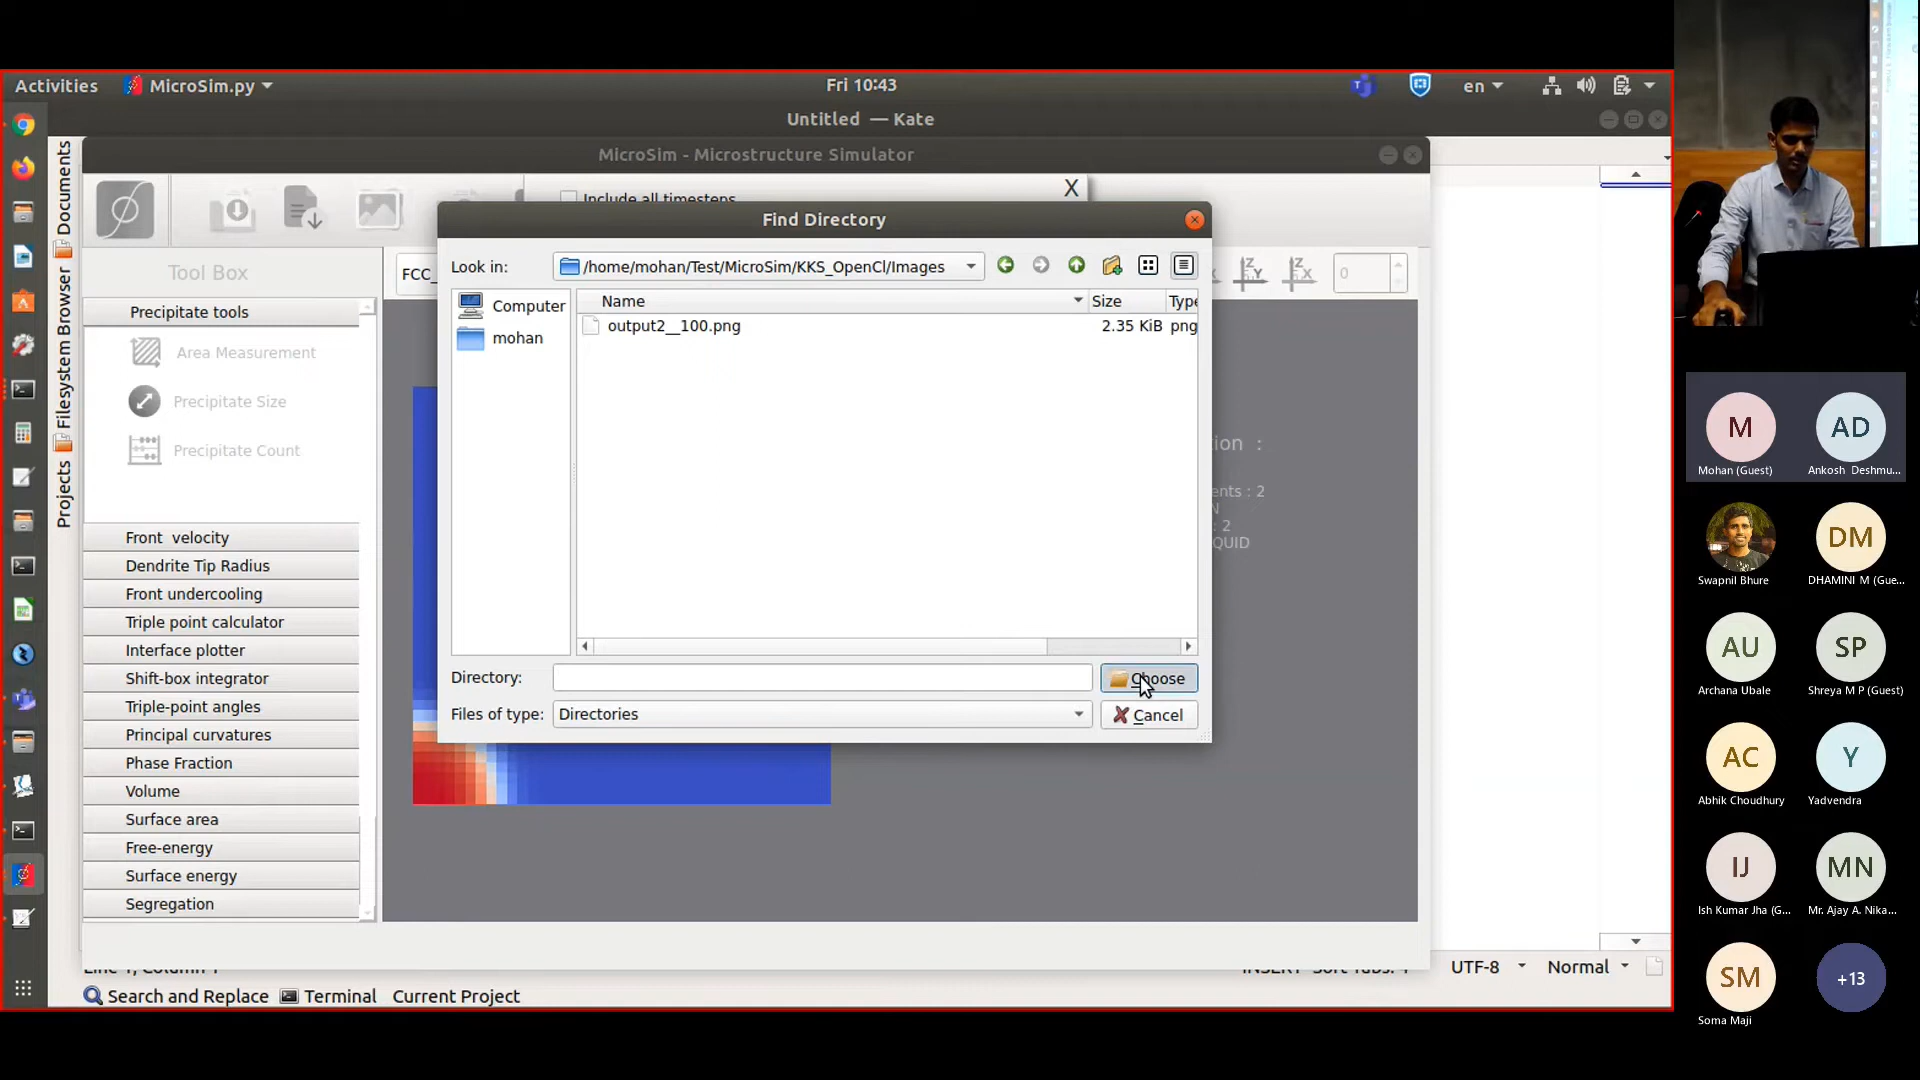 Activities
MicroSim.py
Fri 10:43
en
Untitled — Kate
MicroSim - Microstructure Simulator
Documents
Filesystem Browser
Projects
Include all timesteps
X
Tool Box
Precipitate tools
Area Measurement
Precipitate Size
Precipitate Count
Front velocity
Dendrite Tip Radius
Front undercooling
Triple point calculator
Interface plotter
Shift-box integrator
Triple-point angles
Principal curvatures
Phase Fraction
Volume
Surface area
Free-energy
Surface energy
Segregation
FCC_
0
Find Directory
Look in:
/home/mohan/Test/MicroSim/KKS_OpenCl/Images
Computer
mohan
Name
Size
Type
output2__100.png
2.35 KiB
png
Directory:
Choose
Files of type:
Directories
Cancel
tion :
ents : 2
N
: 2
QUID
UTF-8
Normal
Search and Replace
Terminal
Current Project
M
Mohan (Guest)
AD
Ankosh Deshmu...
Swapnil Bhure
DM
DHAMINI M (Gue...
AU
Archana Ubale
SP
Shreya M P (Guest)
AC
Abhik Choudhury
Y
Yadvendra
IJ
Ish Kumar Jha (G...
MN
Mr. Ajay A. Nika...
SM
Soma Maji
+13